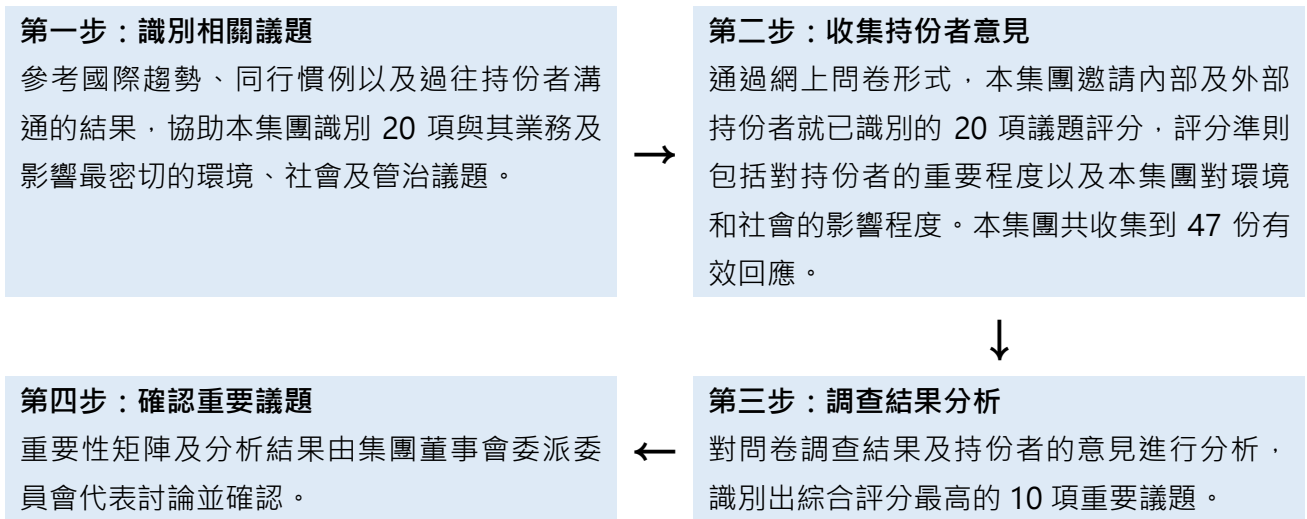 第一步：識別相關議題
參考國際趨勢、同行慣例以及過往持份者溝
通的結果，協助本集團識別 20 項與其業務及
影響最密切的環境、社會及管治議題。
→
第二步：收集持份者意見
通過網上問卷形式，本集團邀請內部及外部
持份者就已識別的 20 項議題評分，評分準則
包括對持份者的重要程度以及本集團對環境
和社會的影響程度。本集團共收集到 47 份有
效回應。
↓
第三步：調查結果分析
對問卷調查結果及持份者的意見進行分析，
識別出綜合評分最高的 10 項重要議題。
←
第四步：確認重要議題
重要性矩陣及分析結果由集團董事會委派委
員會代表討論並確認。